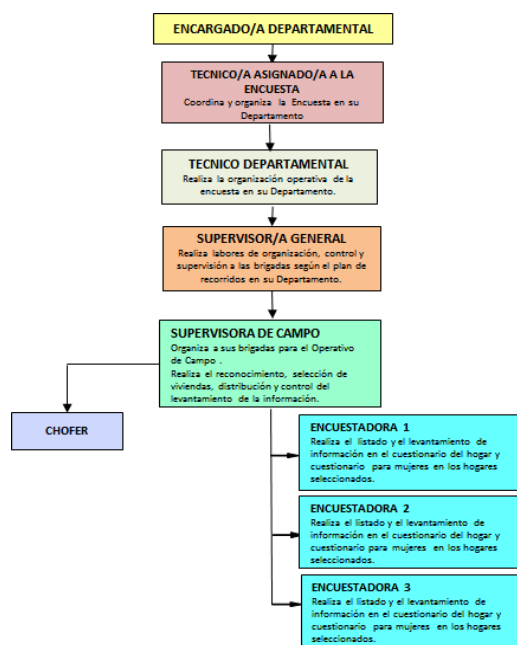 ENCARGADO/A DEPARTAMENTAL
TECNICO/A ASIGNADO/A A LA
ENCUESTA
Coordina y organiza la Encuesta en su
Departamento
TECNICO DEPARTAMENTAL
Realiza la organización operativa de la
encuesta en su Departamento.
SUPERVISOR/A GENERAL
Realiza labores de organización, control y
supervisión a las brigadas según el plan de
recorridos en su Departamento.
SUPERVISORA DE CAMPO
Organiza a sus brigadas para el Operativo
de Campo .
Realiza el reconocimiento, selección de
viviendas, distribución y control del
levantamiento de la información.
CHOFER
ENCUESTADORA 1
Realiza el listado y el levantamiento de
información en el cuestionario del hogar y
cuestionario para mujeres en los hogares
seleccionados.
ENCUESTADORA 2
Realiza el listado y el levantamiento de
información en el cuestionario del hogar y
cuestionario para mujeres en los hogares
seleccionados.
ENCUESTADORA 3
Realiza el listado y el levantamiento de
información en el cuestionario del hogar y
cuestionario para mujeres en los hogares
seleccionados.